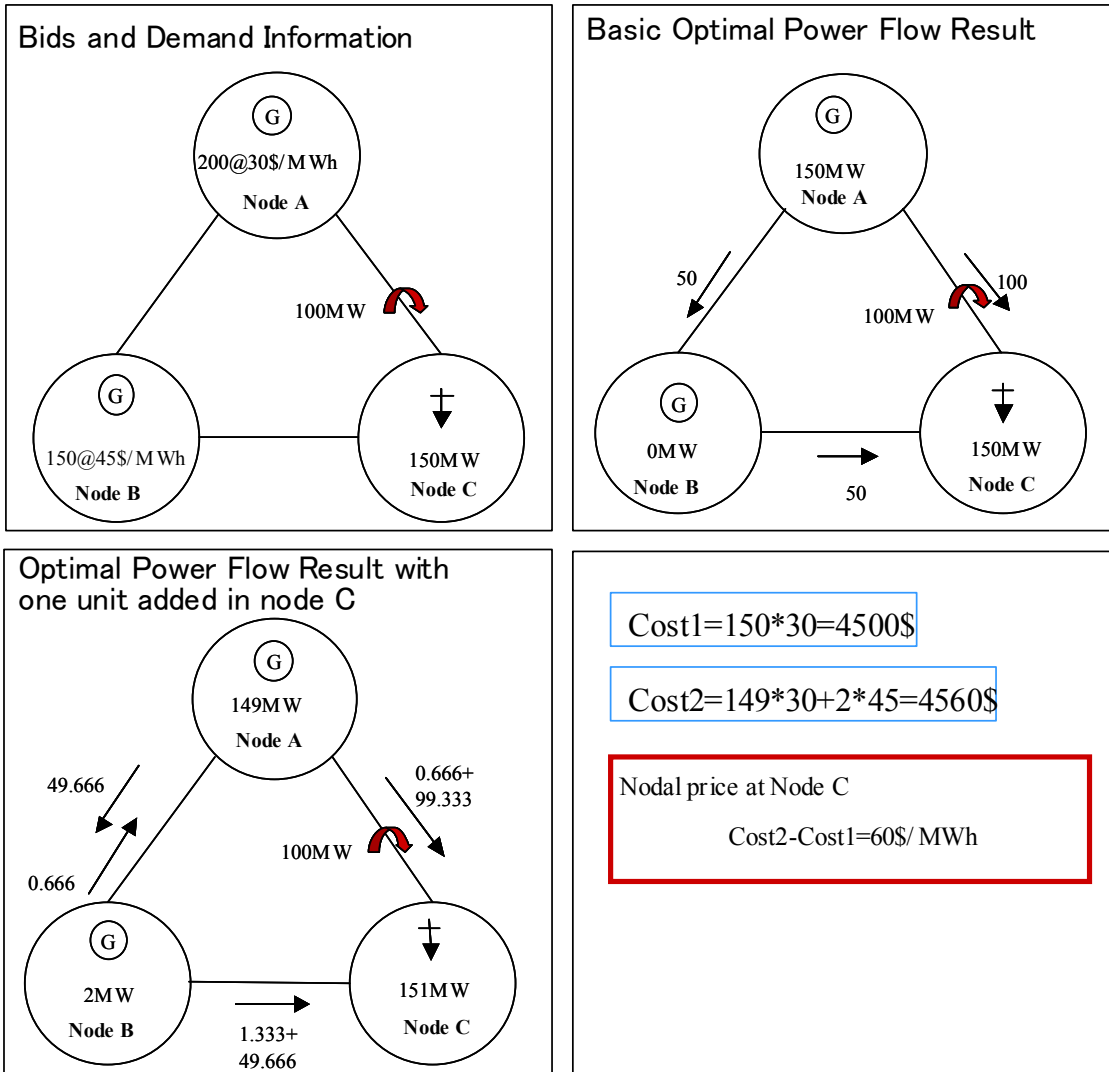 Bids and Demand Information
G
200@30$/MWh
Node A
100MW
G
150@45$/MWh
Node B
150MW
Node C
Basic Optimal Power Flow Result
G
150MW
Node A
50
100
100MW
G
0MW
Node B
50
150MW
Node C
Optimal Power Flow Result with
one unit added in node C
G
149MW
Node A
49.666
0.666+
99.333
100MW
0.666
G
2MW
Node B
1.333+
49.666
151MW
Node C
Cost1=150*30=4500$
Cost2=149*30+2*45=4560$
Nodal price at Node C
Cost2-Cost1=60$/MWh